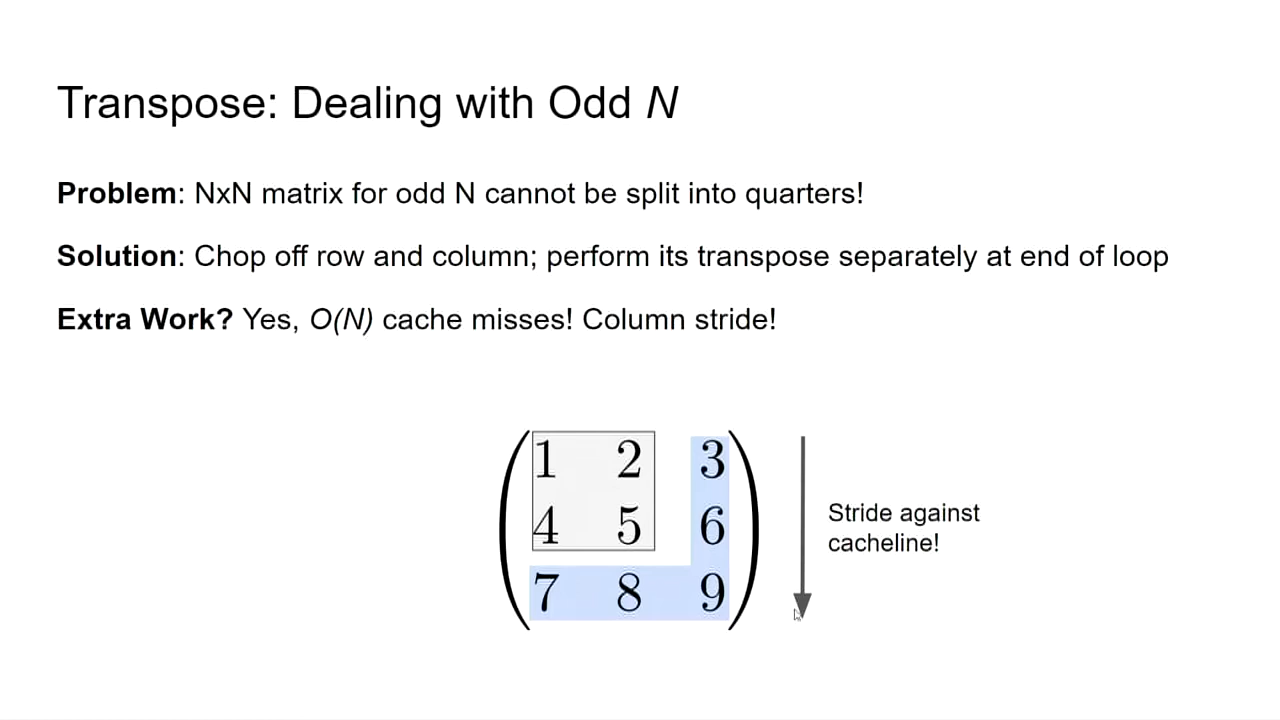 Transpose: Dealing with Odd N
Problem: NxN matrix for odd N cannot be split into quarters!
Solution: Chop off row and column; perform its transpose separately at end of loop
Extra Work? Yes, O(N) cache misses! Column stride!
1 2 3
4 5 6
7 8 9
Stride against
cacheline!